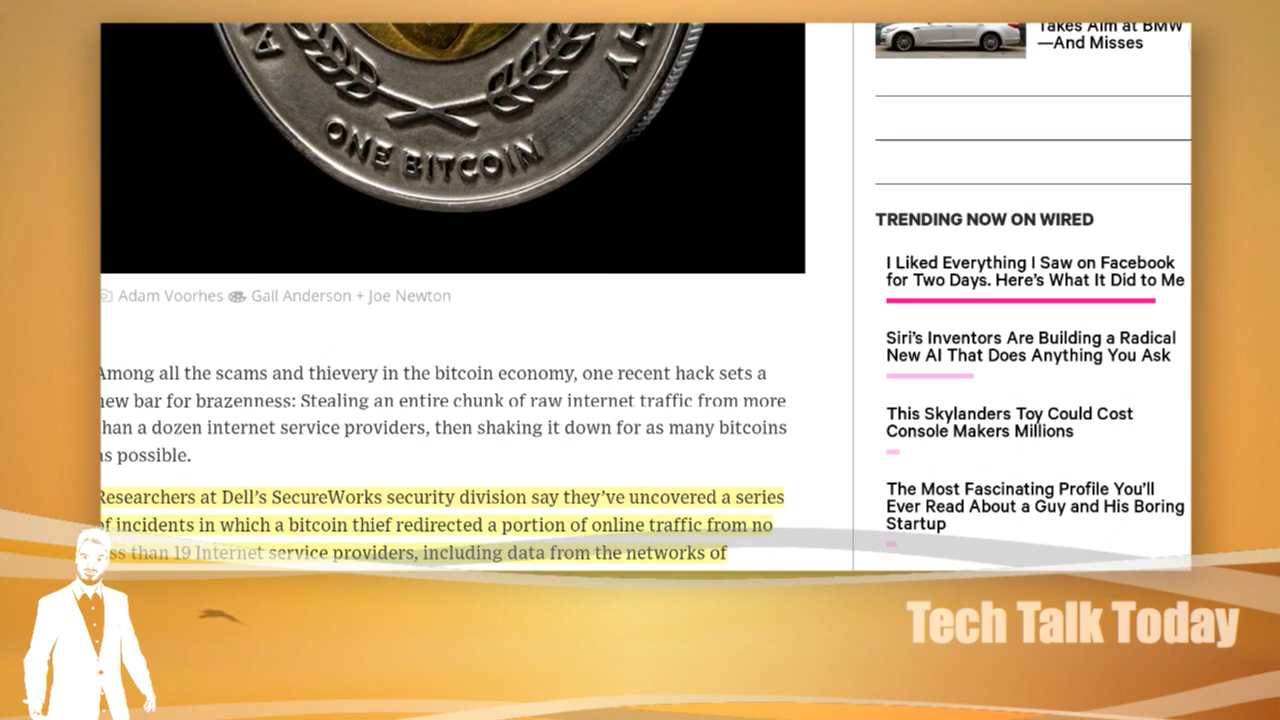 ONE BITCOIN
Adam Voorhes Gail Anderson + Joe Newton
Among all the scams and thievery in the bitcoin economy, one recent hack sets a
new bar for brazenness: Stealing an entire chunk of raw internet traffic from more
than a dozen internet service providers, then shaking it down for as many bitcoins
as possible.
Researchers at Dell's SecureWorks security division say they've uncovered a series
of incidents in which a bitcoin thief redirected a portion of online traffic from no
less than 19 Internet service providers, including data from the networks of
Takes Aim at BMW
—And Misses
TRENDING NOW ON WIRED
I Liked Everything I Saw on Facebook
for Two Days. Here's What It Did to Me
Siri's Inventors Are Building a Radical
New AI That Does Anything You Ask
This Skylanders Toy Could Cost
Console Makers Millions
The Most Fascinating Profile You'll
Ever Read About a Guy and His Boring
Startup
Tech Talk Today